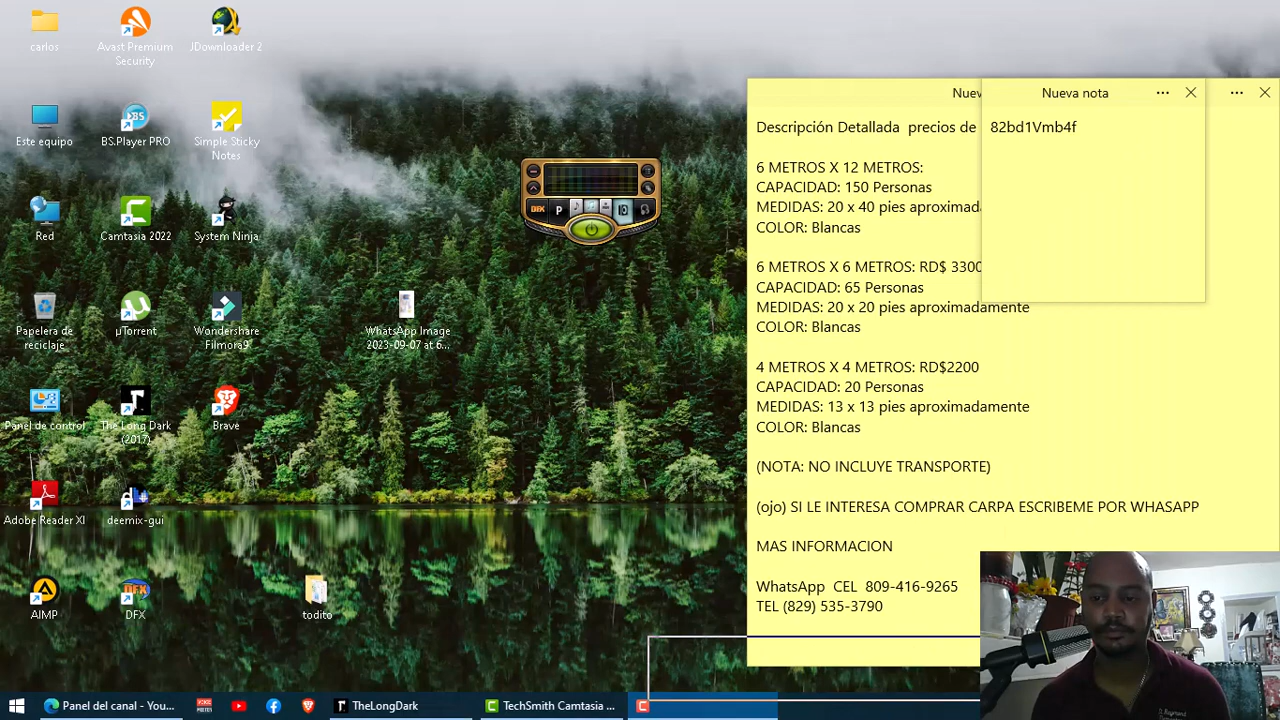 carlos
Avast Premium
Security
JDownloader 2
Este equipo
BS.Player PRO
Simple Sticky
Notes
Red
Camtasia 2022
System Ninja
Papelera de
reciclaje
µTorrent
Wondershare
Filmora9
WhatsApp Image
2023-09-07 at 6...
Panel de control
The Long Dark
(2017)
Brave
Adobe Reader XI
deemix-gui
AIMP
DFX
todito
Nuev
Descripción Detallada precios de
6 METROS X 12 METROS:
CAPACIDAD: 150 Personas
MEDIDAS: 20 x 40 pies aproximada
COLOR: Blancas
6 METROS X 6 METROS: RD$ 3300
CAPACIDAD: 65 Personas
MEDIDAS: 20 x 20 pies aproximadamente
COLOR: Blancas
4 METROS X 4 METROS: RD$2200
CAPACIDAD: 20 Personas
MEDIDAS: 13 x 13 pies aproximadamente
COLOR: Blancas
(NOTA: NO INCLUYE TRANSPORTE)
(ojo) SI LE INTERESA COMPRAR CARPA ESCRIBEME POR WHASAPP
MAS INFORMACION
WhatsApp CEL 809-416-9265
TEL (829) 535-3790
Nueva nota
82bd1Vmb4f
Panel del canal - You...
TheLongDark
TechSmith Camtasia ...